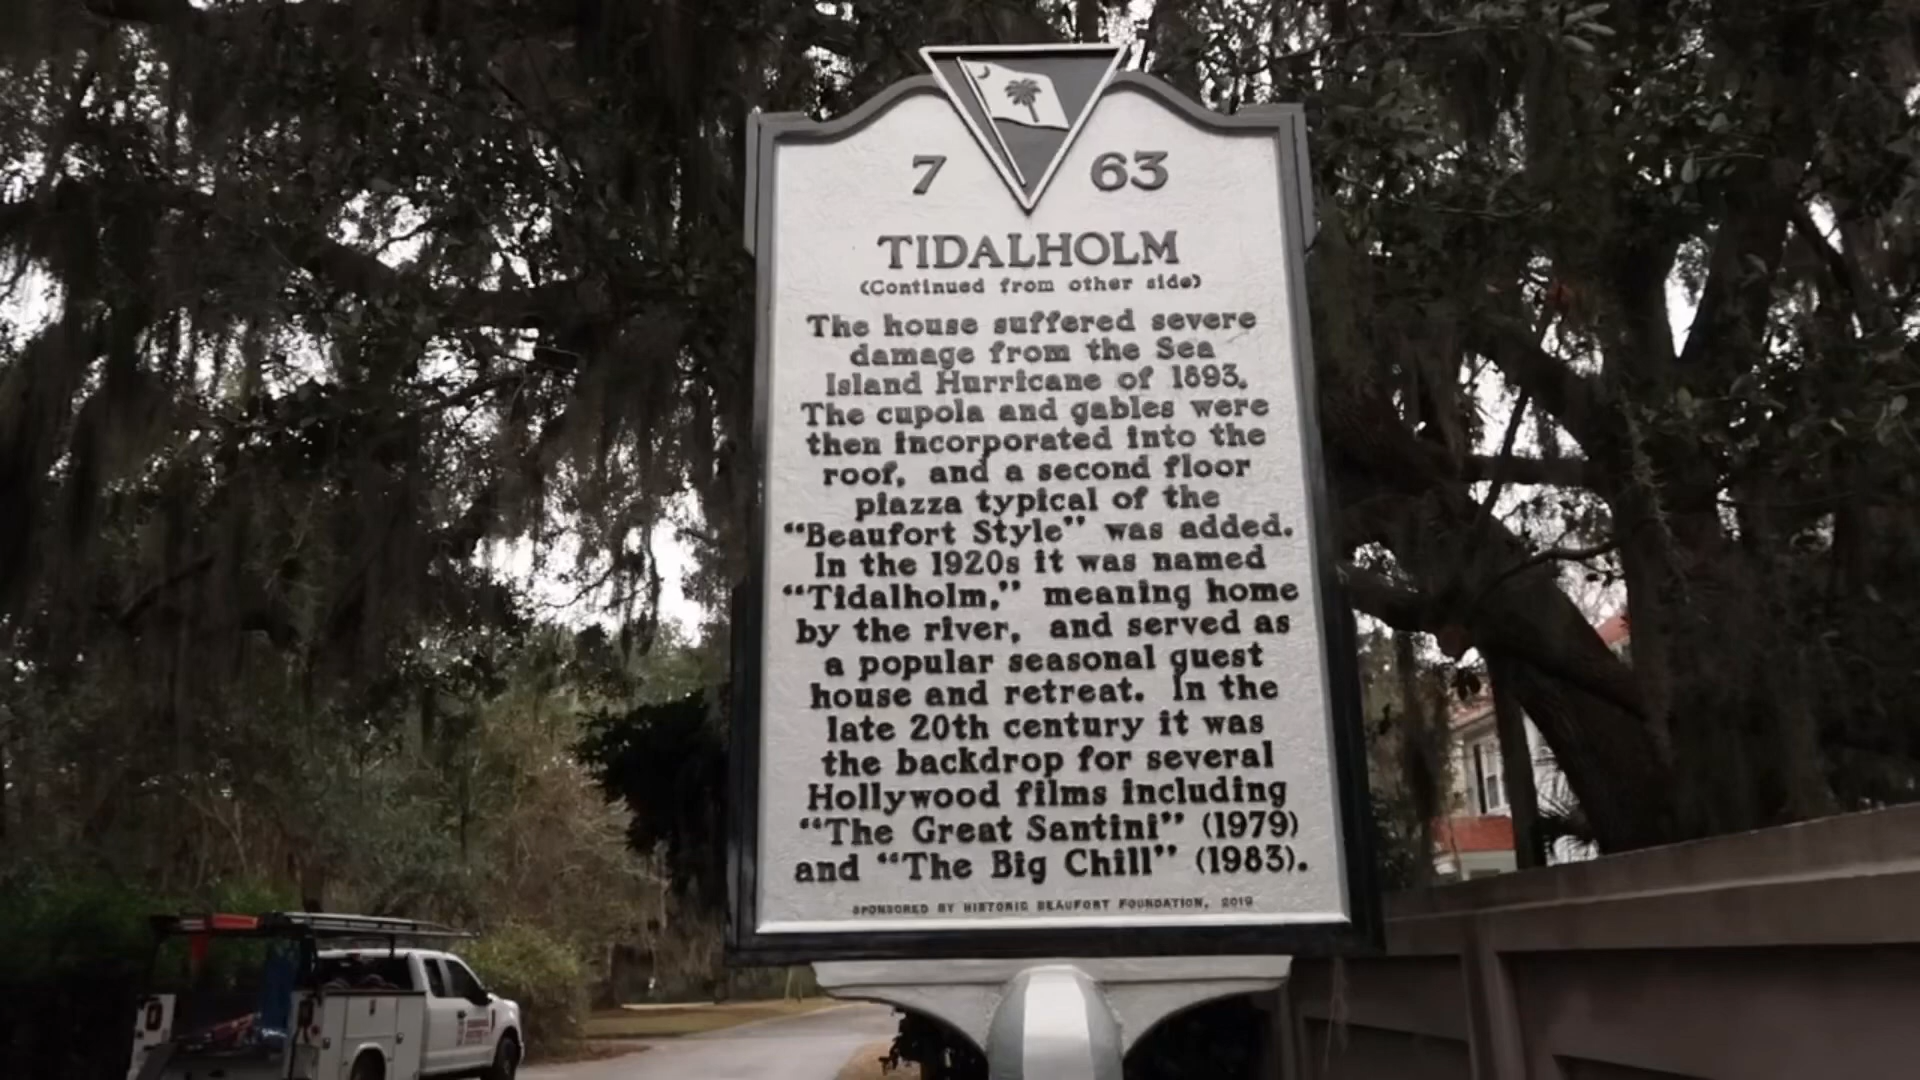 7 63
TIDALHOLM
(Continued from other side)
The house suffered severe
damage from the Sea
Island Hurricane of 1893.
The cupola and gables were
then incorporated into the
roof, and a second floor
piazza typical of the
“Beaufort Style” was added.
In the 1920s it was named
“Tidalholm,” meaning home
by the river, and served as
a popular seasonal guest
house and retreat. In the
late 20th century it was
the backdrop for several
Hollywood films including
“The Great Santini” (1979)
and “The Big Chill” (1983).
SPONSORED BY HISTORIC BEAUFORT FOUNDATION, 2019